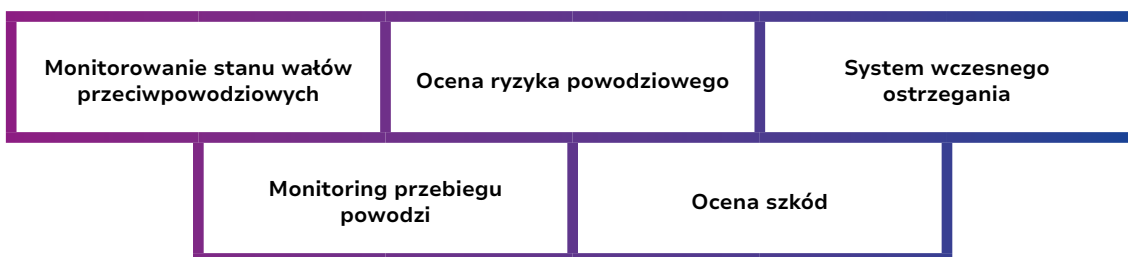 Monitorowanie stanu wałów
przeciwpowodziowych
Ocena ryzyka powodziowego
System wczesnego
ostrzegania
Monitoring przebiegu
powodzi
Ocena szkód